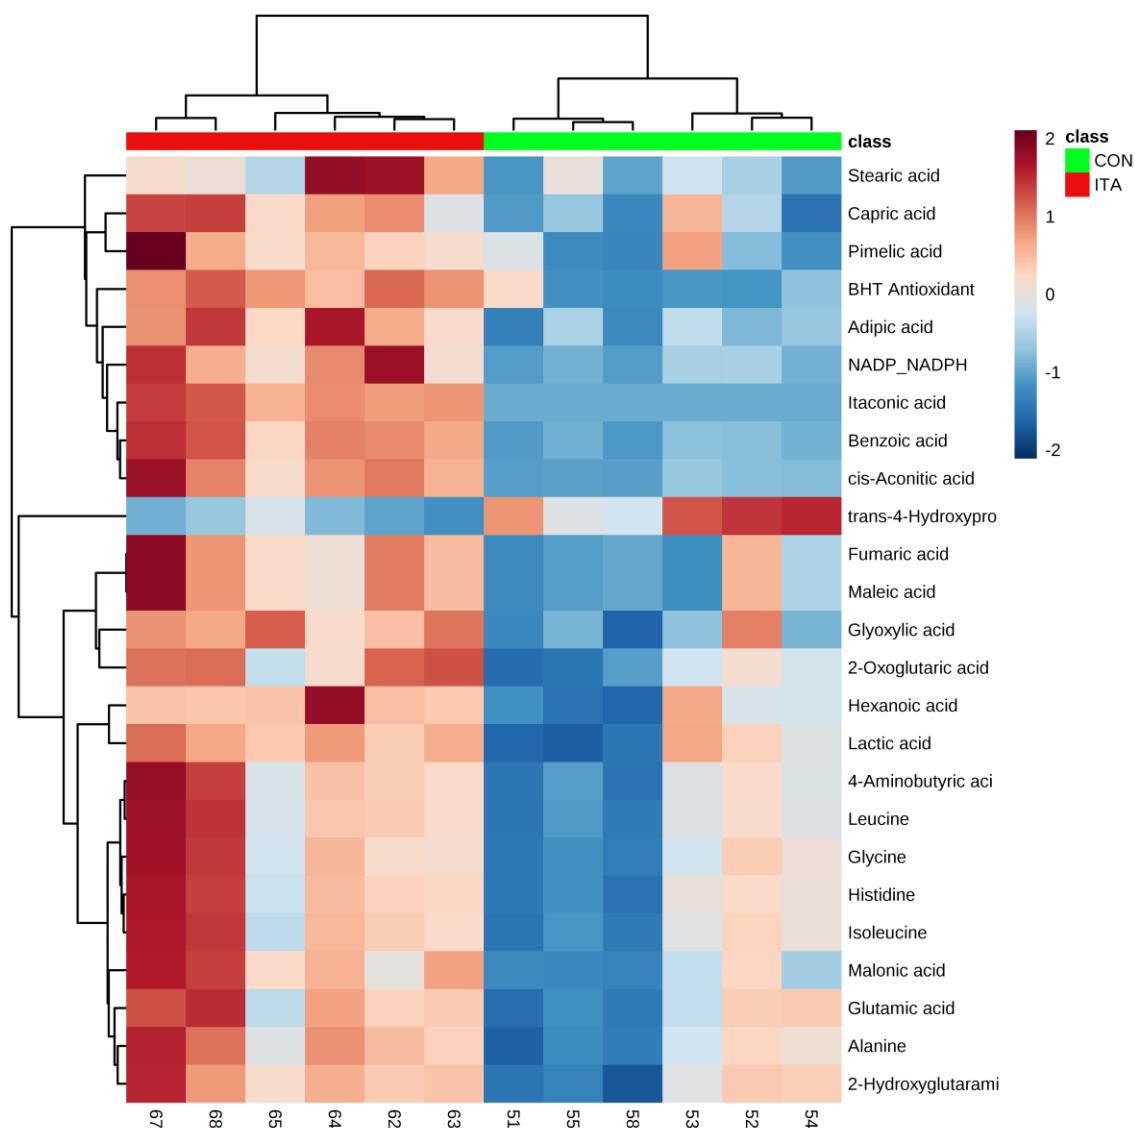 class
Stearic acid
Capric acid
Pimelic acid
BHT Antioxidant
Adipic acid
NADP_NADPH
Itaconic acid
Benzoic acid
cis-Aconitic acid
trans-4-Hydroxypro
Fumaric acid
Maleic acid
Glyoxylic acid
2-Oxoglutaric acid
Hexanoic acid
Lactic acid
4-Aminobutyric aci
Leucine
Glycine
Histidine
Isoleucine
Malonic acid
Glutamic acid
Alanine
2-Hydroxyglutarami
67 68 65 64 62 63 51 55 58 53 52 54
2
1
0
-1
-2
class
CON
ITA